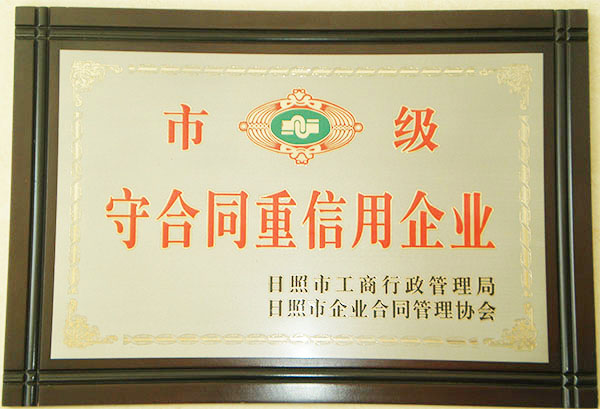 市 级
守合同重信用企业
日照市工商行政管理局
日照市企业合同管理协会